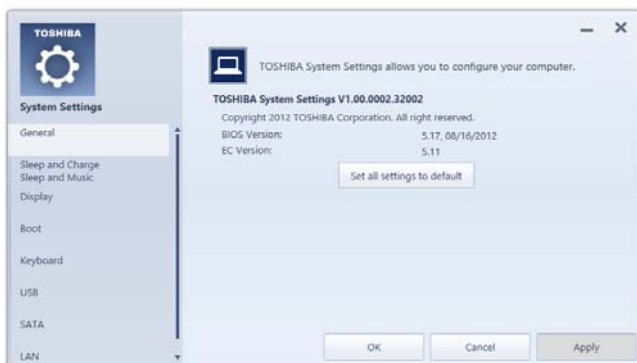 TOSHIBA
System Settings
General
Sleep and Charge
Sleep and Music
Display
Boot
Keyboard
USB
SATA
LAN
TOSHIBA System Settings allows you to configure your computer.
TOSHIBA System Settings V1.00.0002.32002
Copyright 2012 TOSHIBA Corporation. All right reserved.
BIOS Version: 5.17, 08/16/2012
EC Version: 5.11
Set all settings to default
OK Cancel Apply